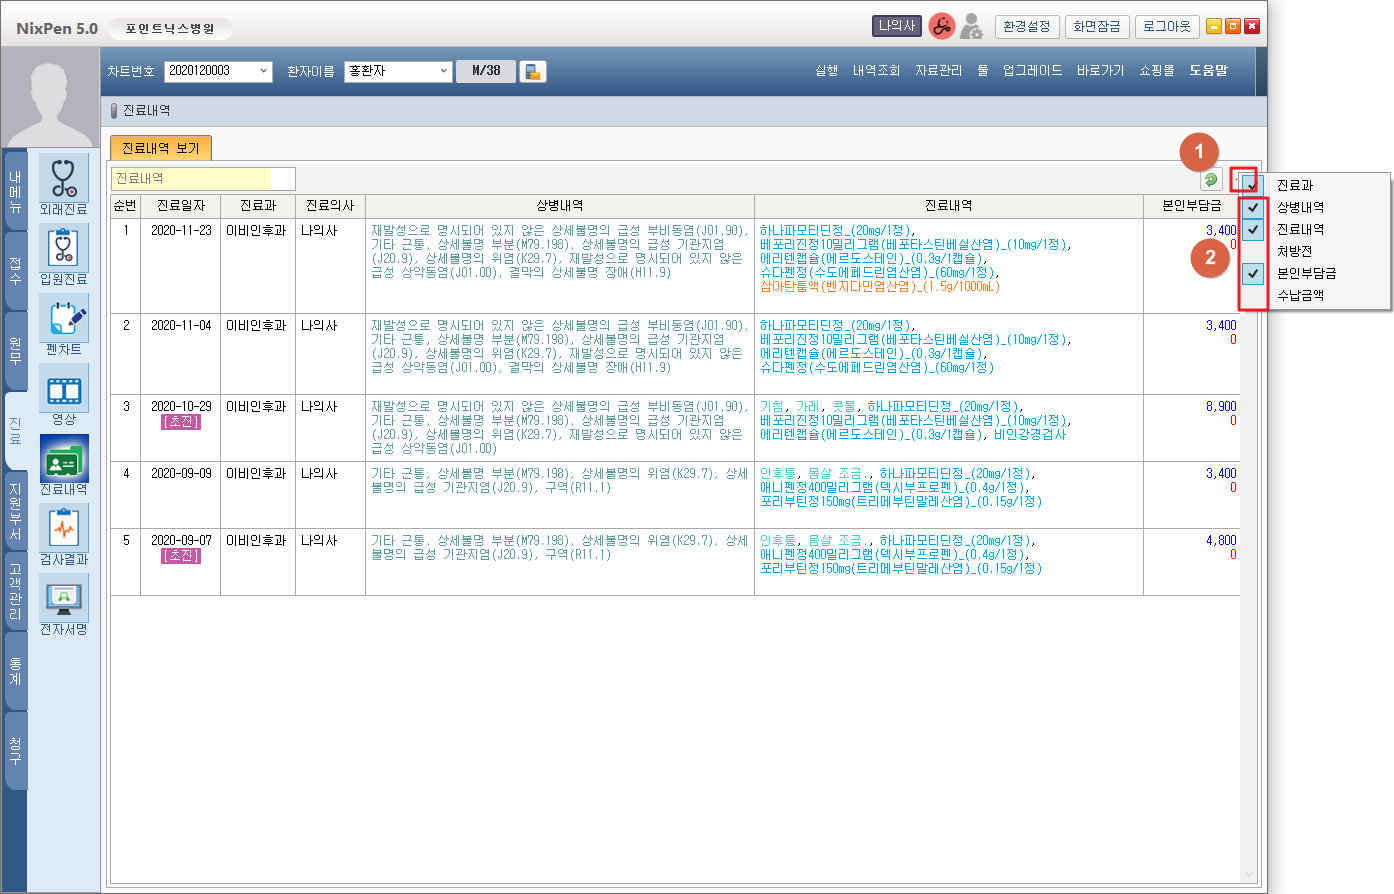 NixPen 5.0 포인트닉스병원 나의사 환경설정 화면잠금 로그아웃
차트번호 2020120003 환자이름 홍환자 M/38 실행 내역조회 자료관리 툴 업그레이드 바로가기 쇼핑몰 도움말
진료내역
진료내역 보기
진료내역
1
2
진료과
상병내역
진료내역
처방전
본인부담금
수납금액
내메뉴
접수
원무
진료
지원부서
고객관리
통계
청구
외래진료
입원진료
펜차트
영상
진료내역
검사결과
전자서명
순번 진료일자 진료과 진료의사 상병내역 진료내역 본인부담금
1 2020-11-23 이비인후과 나의사
재발성으로 명시되어 있지 않은 상세불명의 급성 부비동염(J01.90),
기타 근통, 상세불명 부분(M79.198), 상세불명의 급성 기관지염
(J20.9), 상세불명의 위염(K29.7), 재발성으로 명시되어 있지 않은
급성 상악동염(J01.00), 결막의 상세불명 장애(H11.9)
하나파모티딘정_(20mg/1정),
베포리진정10밀리그램(베포타스틴베실산염)_(10mg/1정),
에리텐캡슐(에르도스테인)_(0.3g/1캡슐),
슈다펜정(수도에페드린염산염)_(60mg/1정),
삼아탄툼액(벤지다민염산염)_(1.5g/1000mL)
3,400
0
2 2020-11-04 이비인후과 나의사
재발성으로 명시되어 있지 않은 상세불명의 급성 부비동염(J01.90),
기타 근통, 상세불명 부분(M79.198), 상세불명의 급성 기관지염
(J20.9), 상세불명의 위염(K29.7), 재발성으로 명시되어 있지 않은
급성 상악동염(J01.00), 결막의 상세불명 장애(H11.9)
하나파모티딘정_(20mg/1정),
베포리진정10밀리그램(베포타스틴베실산염)_(10mg/1정),
에리텐캡슐(에르도스테인)_(0.3g/1캡슐),
슈다펜정(수도에페드린염산염)_(60mg/1정)
3,400
0
3 2020-10-29 이비인후과 나의사
[초진]
재발성으로 명시되어 있지 않은 상세불명의 급성 부비동염(J01.90),
기타 근통, 상세불명 부분(M79.198), 상세불명의 급성 기관지염
(J20.9), 상세불명의 위염(K29.7), 재발성으로 명시되어 있지 않은
급성 상악동염(J01.00)
기침, 가래, 콧물, 하나파모티딘정_(20mg/1정),
베포리진정10밀리그램(베포타스틴베실산염)_(10mg/1정),
에리텐캡슐(에르도스테인)_(0.3g/1캡슐), 비인강경검사
8,900
0
4 2020-09-09 이비인후과 나의사
기타 근통, 상세불명 부분(M79.198), 상세불명의 위염(K29.7), 상세
불명의 급성 기관지염(J20.9), 구역(R11.1)
인후통, 몸살 조금., 하나파모티딘정_(20mg/1정),
애니펜정400밀리그램(덱시부프로펜)_(0.4g/1정),
포리부틴정150mg(트리메부틴말레산염)_(0.15g/1정)
3,400
0
5 2020-09-07 이비인후과 나의사
[초진]
기타 근통, 상세불명 부분(M79.198), 상세불명의 위염(K29.7), 상세
불명의 급성 기관지염(J20.9), 구역(R11.1)
인후통, 몸살 조금., 하나파모티딘정_(20mg/1정),
애니펜정400밀리그램(덱시부프로펜)_(0.4g/1정),
포리부틴정150mg(트리메부틴말레산염)_(0.15g/1정)
4,800
0